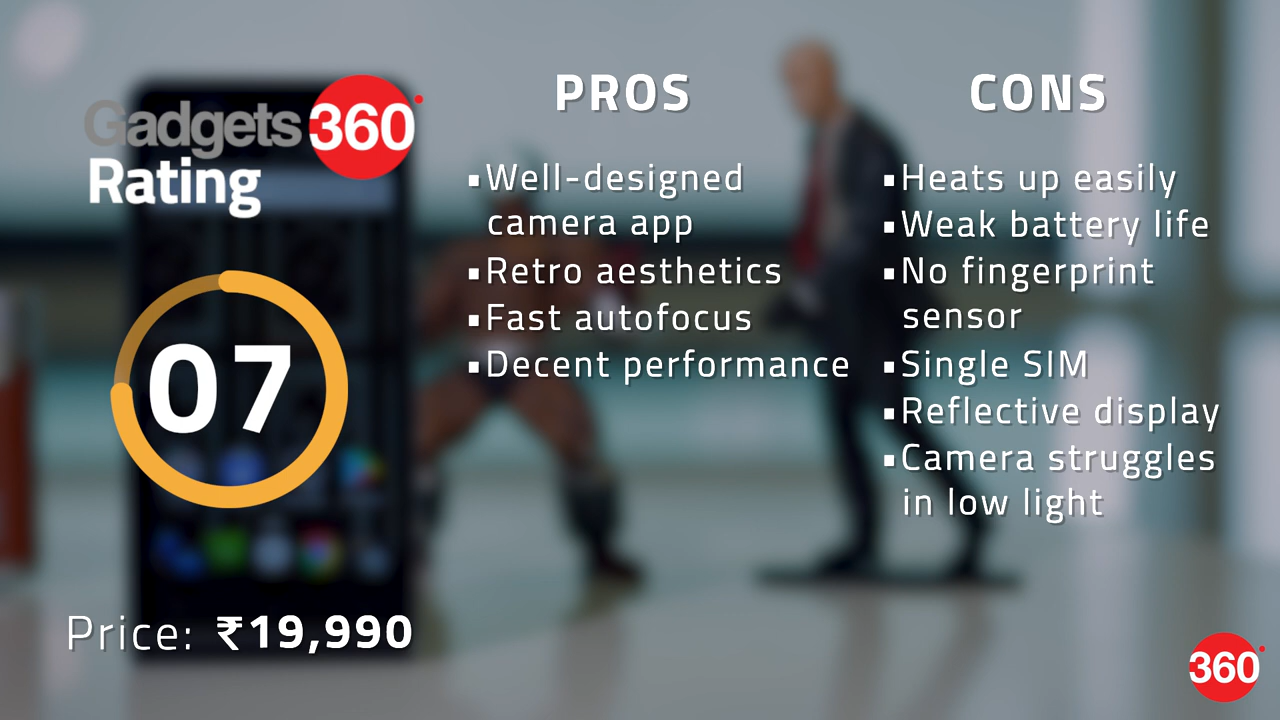 Gadgets 360
Rating
07
Price: ₹19,990
PROS
▪Well-designed
camera app
▪Retro aesthetics
▪Fast autofocus
▪Decent performance
CONS
▪Heats up easily
▪Weak battery life
▪No fingerprint
sensor
▪Single SIM
▪Reflective display
▪Camera struggles
in low light
360